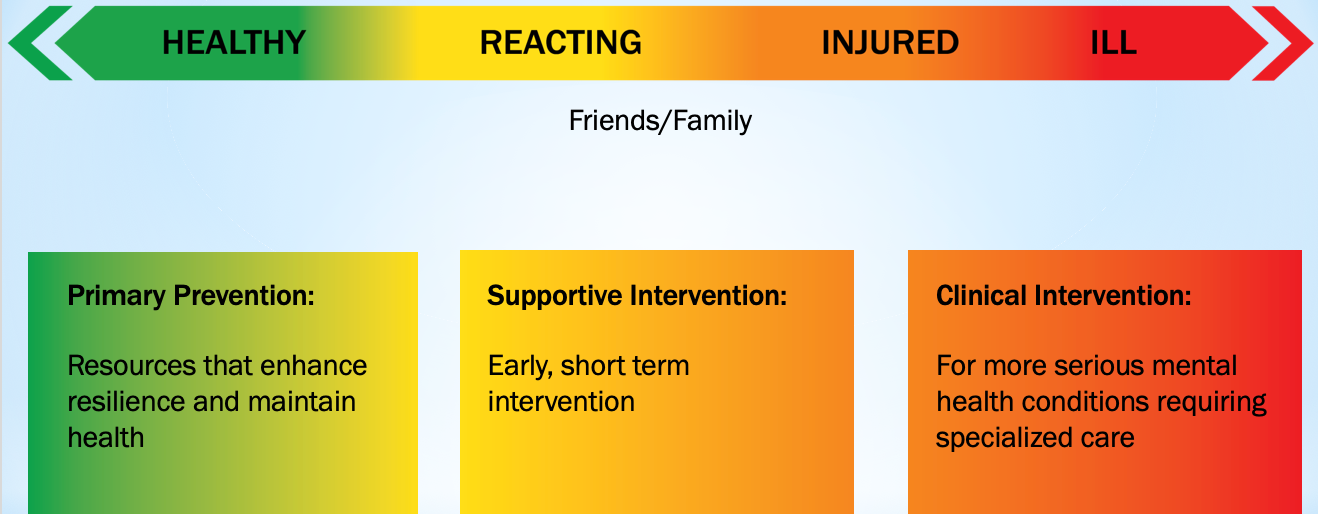 HEALTHY REACTING INJURED ILL
Friends/Family
Primary Prevention:
Resources that enhance
resilience and maintain
health
Supportive Intervention:
Early, short term
intervention
Clinical Intervention:
For more serious mental
health conditions requiring
specialized care